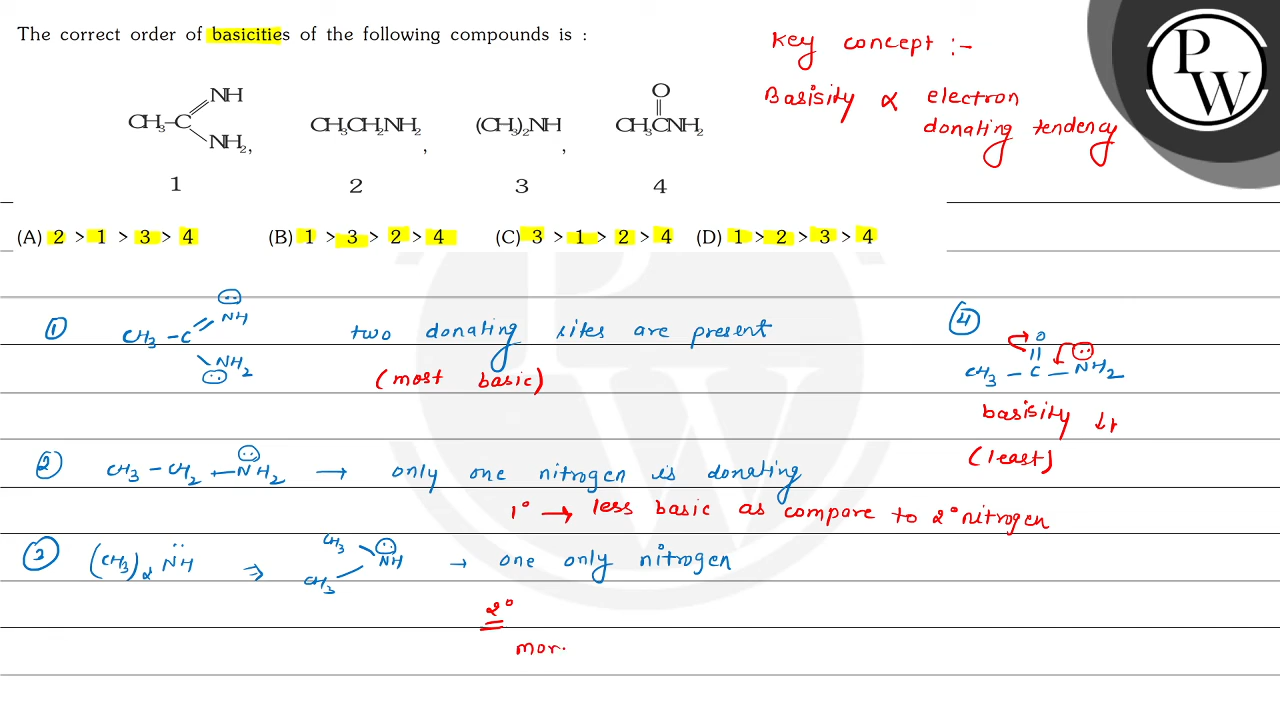 The correct order of basicities of the following compounds is :
Key concept :-
Basisity ∝ electron donating tendency
PW
CH₃-C(=NH)NH₂, CH₃CH₂NH₂, (CH₃)₂NH, CH₃C(=O)NH₂
1 2 3 4
(A) 2 > 1 > 3 > 4 (B) 1 > 3 > 2 > 4 (C) 3 > 1 > 2 > 4 (D) 1 > 2 > 3 > 4
① CH₃-C(=NH)NH₂ two donating sites are present
(most basic)
④ CH₃-C(=O)-NH₂
basisity ↓r
(least)
② CH₃-CH₂-NH₂ → only one nitrogen is donating
1° → less basic as compare to 2° nitrogen
③ (CH₃)₂NH ⇒ CH₃ CH₃ NH → one only nitrogen
2°
mor